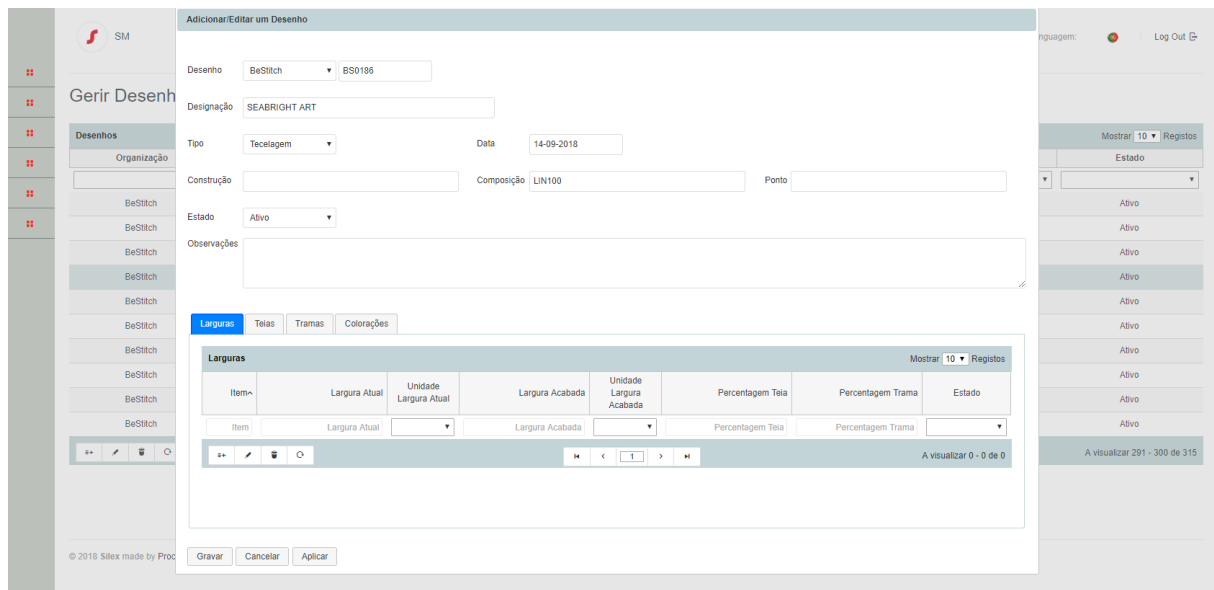 Adicionar/Editar um Desenho
SM
nguagem:
Log Out
Desenho BeStitch BS0186
Gerir Desenh
Designação SEABRIGHT ART
Desenhos
Mostrar 10 Registos
Tipo Tecelagem Data 14-09-2018
Organização
Estado
Construção Composição LIN100 Ponto
BeStitch Ativo
Estado Ativo
BeStitch Ativo
Observações
BeStitch Ativo
BeStitch Ativo
BeStitch Ativo
Larguras Teias Tramas Colorações
BeStitch Ativo
Larguras Mostrar 10 Registos
BeStitch Ativo
Item Largura Atual Unidade Largura Atual Largura Acabada Unidade Largura Acabada Percentagem Teia Percentagem Trama Estado
BeStitch Ativo
BeStitch Ativo
Item Largura Atual Largura Acabada Percentagem Teia Percentagem Trama
BeStitch Ativo
1 A visualizar 0 - 0 de 0
A visualizar 291 - 300 de 315
© 2018 Silex made by Proc
Gravar Cancelar Aplicar